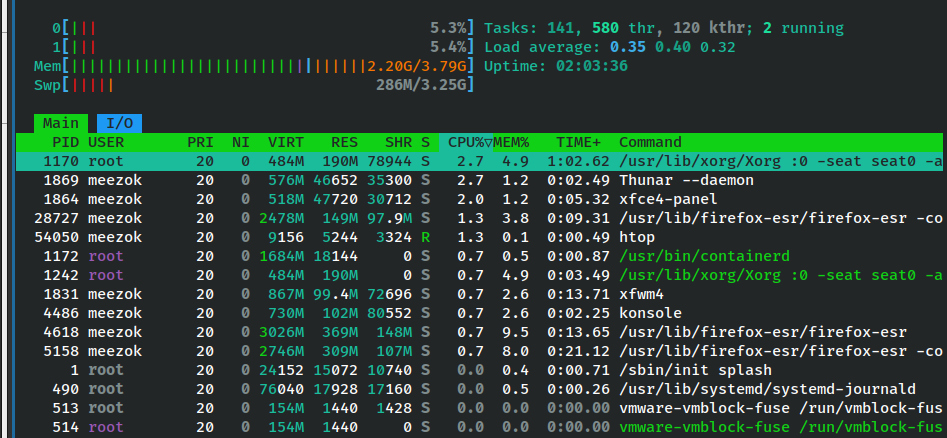 0[||| 5.3%] Tasks: 141, 580 thr, 120 kthr; 2 running
1[||| 5.4%] Load average: 0.35 0.40 0.32
Mem[|||||||||||||||||||||||||||||||||2.20G/3.79G] Uptime: 02:03:36
Swp[||||| 286M/3.25G]
Main I/O
PID USER PRI NI VIRT RES SHR S CPU%▽MEM% TIME+ Command
1170 root 20 0 484M 190M 78944 S 2.7 4.9 1:02.62 /usr/lib/xorg/Xorg :0 -seat seat0 -a
1869 meezok 20 0 576M 46652 35300 S 2.7 1.2 0:02.49 Thunar --daemon
1864 meezok 20 0 518M 47720 30712 S 2.0 1.2 0:05.32 xfce4-panel
28727 meezok 20 0 2478M 149M 97.9M S 1.3 3.8 0:09.31 /usr/lib/firefox-esr/firefox-esr -co
54050 meezok 20 0 9156 5244 3324 R 1.3 0.1 0:00.49 htop
1172 root 20 0 1684M 18144 0 S 0.7 0.5 0:00.87 /usr/bin/containerd
1242 root 20 0 484M 190M 0 S 0.7 4.9 0:03.49 /usr/lib/xorg/Xorg :0 -seat seat0 -a
1831 meezok 20 0 867M 99.4M 72696 S 0.7 2.6 0:13.71 xfwm4
4486 meezok 20 0 730M 102M 80552 S 0.7 2.6 0:02.25 konsole
4618 meezok 20 0 3026M 369M 148M S 0.7 9.5 0:13.65 /usr/lib/firefox-esr/firefox-esr
5158 meezok 20 0 2746M 309M 107M S 0.7 8.0 0:21.12 /usr/lib/firefox-esr/firefox-esr -co
1 root 20 0 24152 15072 10740 S 0.0 0.4 0:00.71 /sbin/init splash
490 root 20 0 76040 17928 17160 S 0.0 0.5 0:00.26 /usr/lib/systemd/systemd-journald
513 root 20 0 154M 1440 1428 S 0.0 0.0 0:00.00 vmware-vmblock-fuse /run/vmblock-fus
514 root 20 0 154M 1440 0 S 0.0 0.0 0:00.00 vmware-vmblock-fuse /run/vmblock-fus